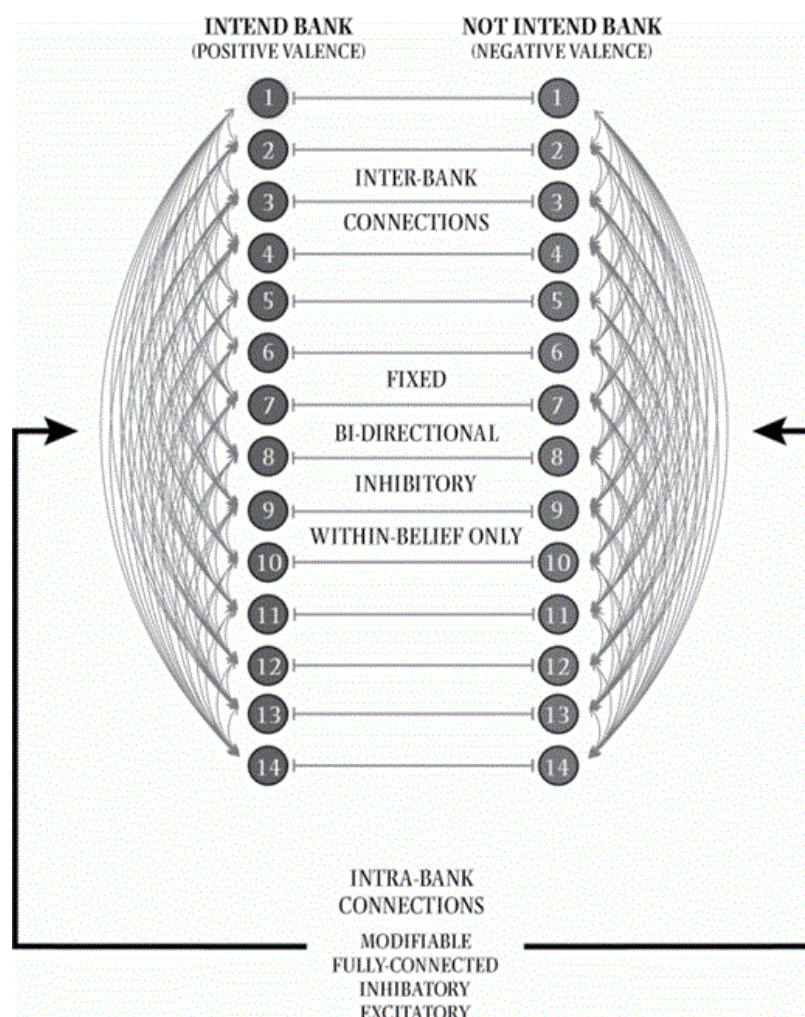 INTEND BANK NOT INTEND BANK
(POSITIVE VALENCE) (NEGATIVE VALENCE)
1 1
2 2
INTER-BANK
3 3
CONNECTIONS
4 4
5 5
6 6
FIXED
7 7
BI-DIRECTIONAL
8 8
INHIBITORY
9 9
WITHIN-BELIEF ONLY
10 10
11 11
12 12
13 13
14 14
INTRA-BANK
CONNECTIONS
MODIFIABLE
FULLY-CONNECTED
INHIBATORY
EXCITATORY